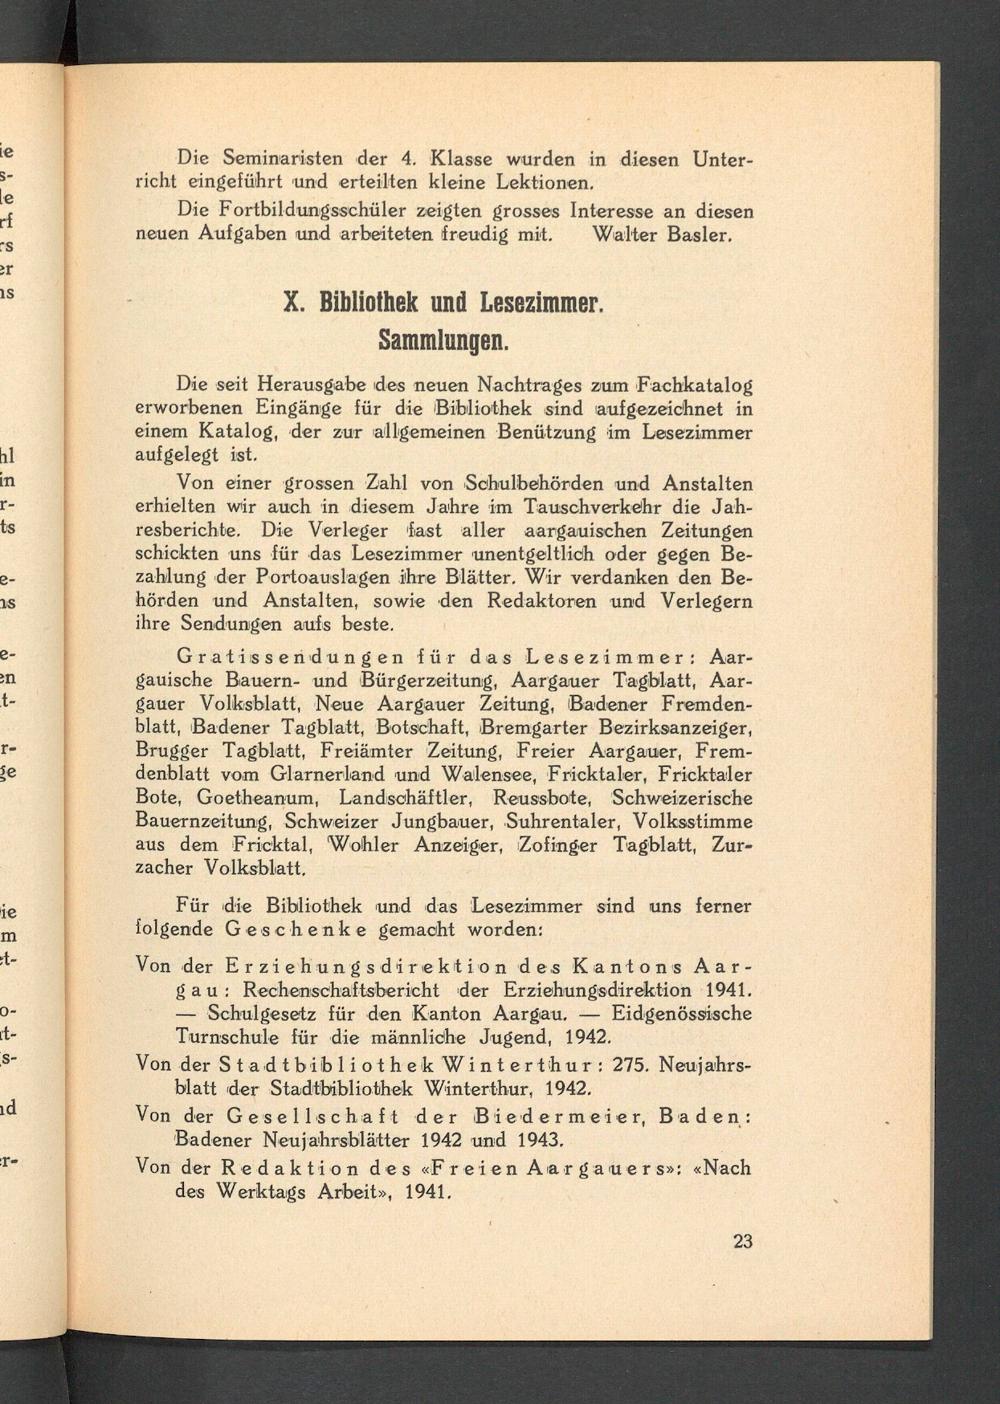 Die Seminaristen der 4. Klasse wurden in diesen Unter-
richt eingeführt und erteilten kleine Lektionen.
Die Fortbildungsschüler zeigten grosses Interesse an diesen
neuen Aufgaben und arbeiteten freudig mit. Walter Basler.
X. Bibliothek und Lesezimmer.
Sammlungen.
Die seit Herausgabe des neuen Nachtrages zum Fachkatalog
erworbenen Eingänge für die Bibliothek sind aufgezeichnet in
einem Katalog, der zur allgemeinen Benützung im Lesezimmer
aufgelegt ist.
Von einer grossen Zahl von Schulbehörden und Anstalten
erhielten wir auch in diesem Jahre im Tauschverkehr die Jah-
resberichte. Die Verleger fast aller aargauischen Zeitungen
schickten uns für das Lesezimmer unentgeltlich oder gegen Be-
zahlung der Portoauslagen ihre Blätter. Wir verdanken den Be-
hörden und Anstalten, sowie den Redaktoren und Verlegern
ihre Sendungen aufs beste.
Gratissendungen für das Lesezimmer: Aar-
gauische Bauern- und Bürgerzeitung, Aargauer Tagblatt, Aar-
gauer Volksblatt, Neue Aargauer Zeitung, Badener Fremden-
blatt, Badener Tagblatt, Botschaft, Bremgarter Bezirksanzeiger,
Brugger Tagblatt, Freiämter Zeitung, Freier Aargauer, Frem-
denblatt vom Glarnerland und Walensee, Fricktaler, Fricktaler
Bote, Goetheanum, Landschäftler, Reussbote, Schweizerische
Bauernzeitung, Schweizer Jungbauer, Suhrentaler, Volksstimme
aus dem Fricktal, Wohler Anzeiger, Zofinger Tagblatt, Zur-
zacher Volksblatt.
Für die Bibliothek und das Lesezimmer sind uns ferner
folgende Geschenke gemacht worden:
Von der Erziehungsdirektion des Kantons Aar-
gau: Rechenschaftsbericht der Erziehungsdirektion 1941.
— Schulgesetz für den Kanton Aargau. — Eidgenössische
Turnschule für die männliche Jugend, 1942.
Von der Stadtbibliothek Winterthur: 275. Neujahrs-
blatt der Stadtbibliothek Winterthur, 1942.
Von der Gesellschaft der Biedermeier, Baden:
Badener Neujahrsblätter 1942 und 1943.
Von der Redaktion des «Freien Aargauers»: «Nach
des Werktags Arbeit», 1941.
23